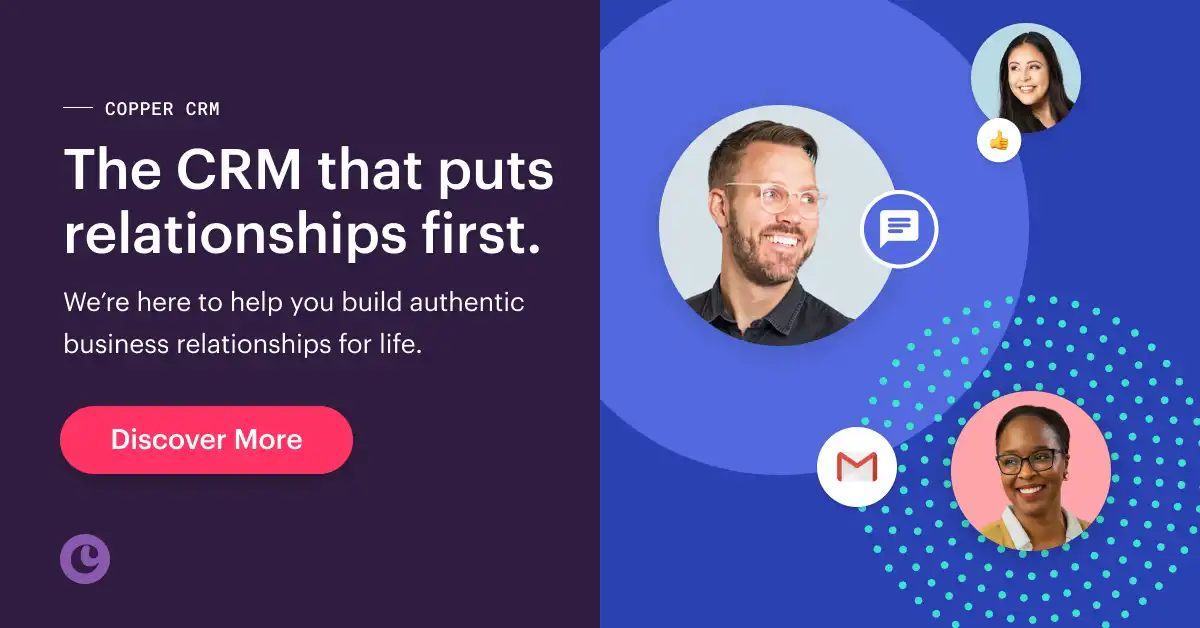 COPPER CRM
The CRM that puts
relationships first.
We’re here to help you build authentic
business relationships for life.
Discover More